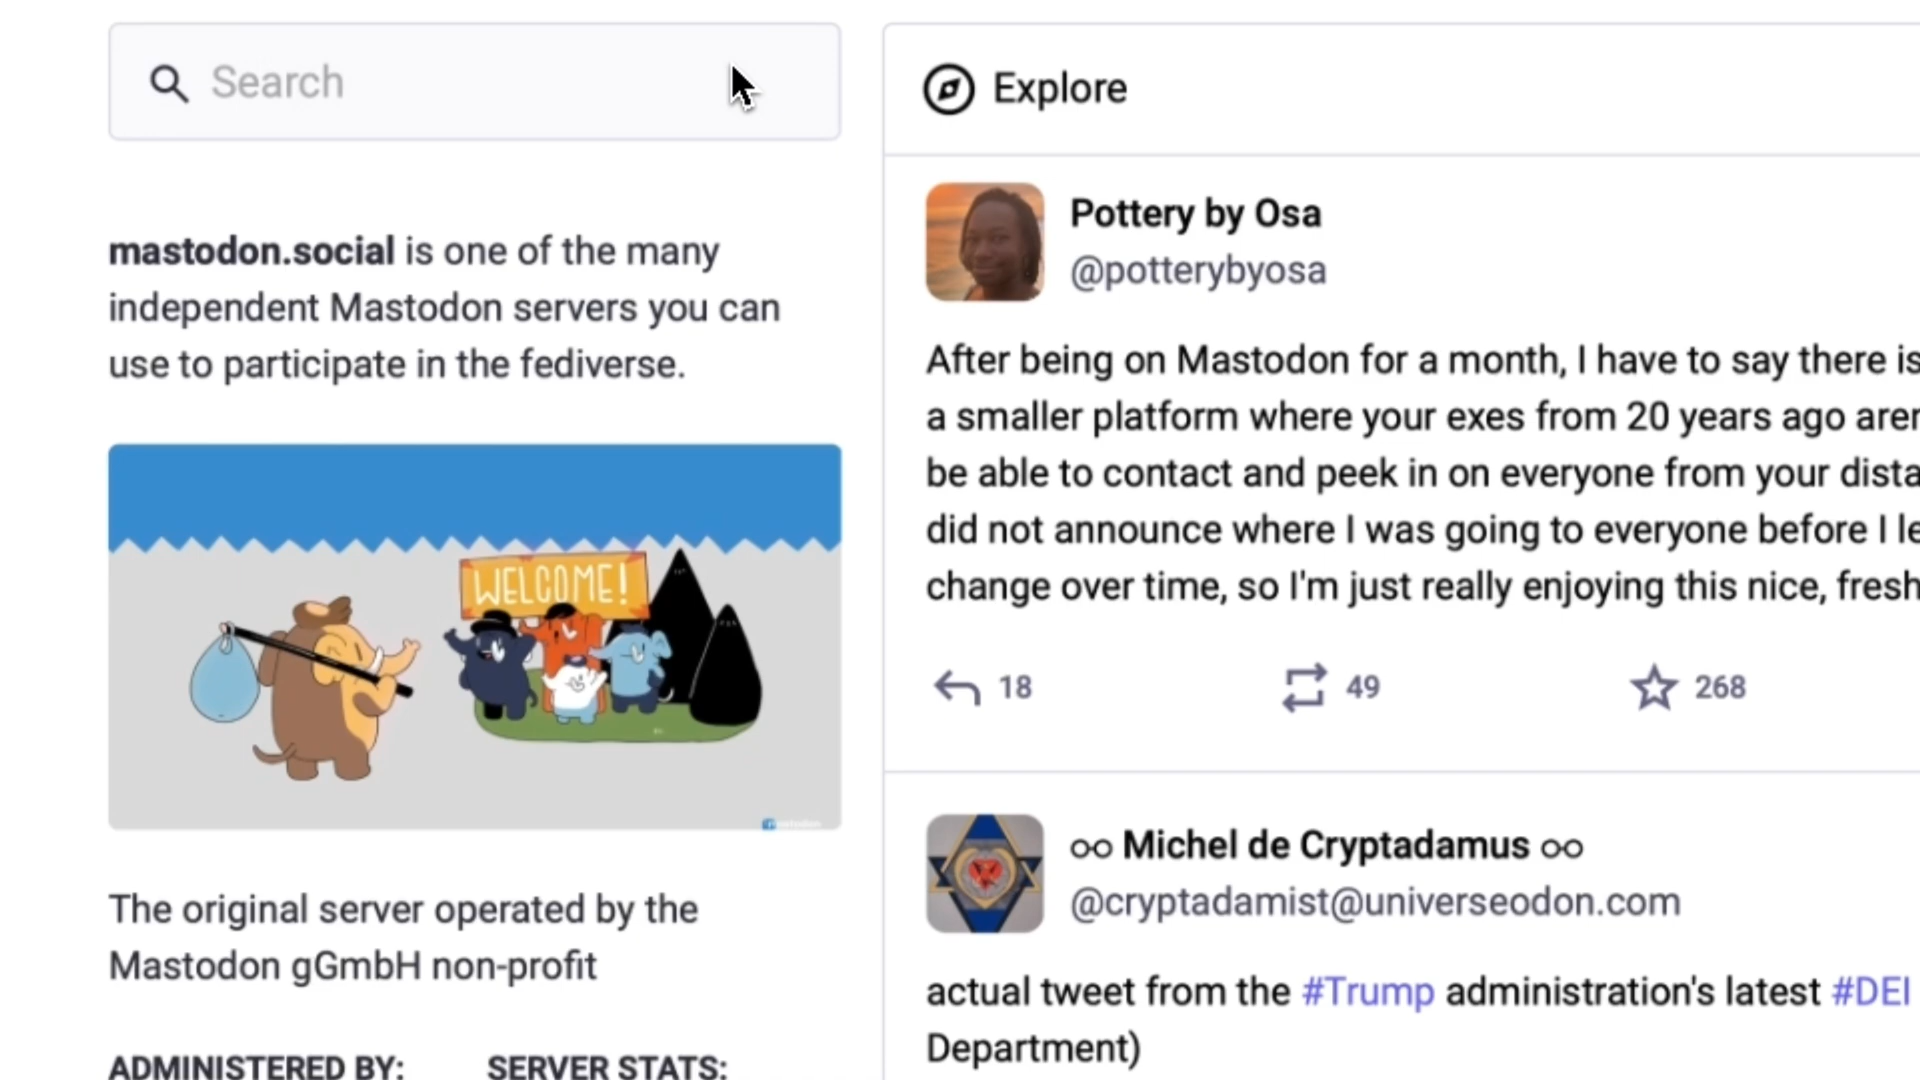 Search
mastodon.social is one of the many
independent Mastodon servers you can
use to participate in the fediverse.
WELCOME!
The original server operated by the
Mastodon gGmbH non-profit
ADMINISTERED BY:
SERVER STATS:
Explore
Pottery by Osa
@potterybyosa
After being on Mastodon for a month, I have to say there is
a smaller platform where your exes from 20 years ago aren
be able to contact and peek in on everyone from your dista
did not announce where I was going to everyone before I le
change over time, so I'm just really enjoying this nice, fresh
18
49
268
Michel de Cryptadamus
@cryptadamist@universeodon.com
actual tweet from the #Trump administration's latest #DEI
Department)